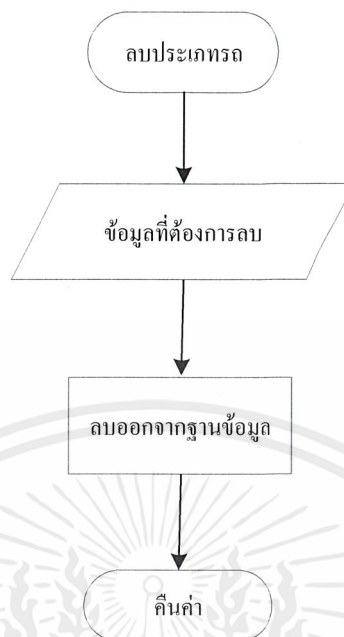 ลบประเภทรถ
ข้อมูลที่ต้องการลบ
ลบออกจากฐานข้อมูล
คืนค่า